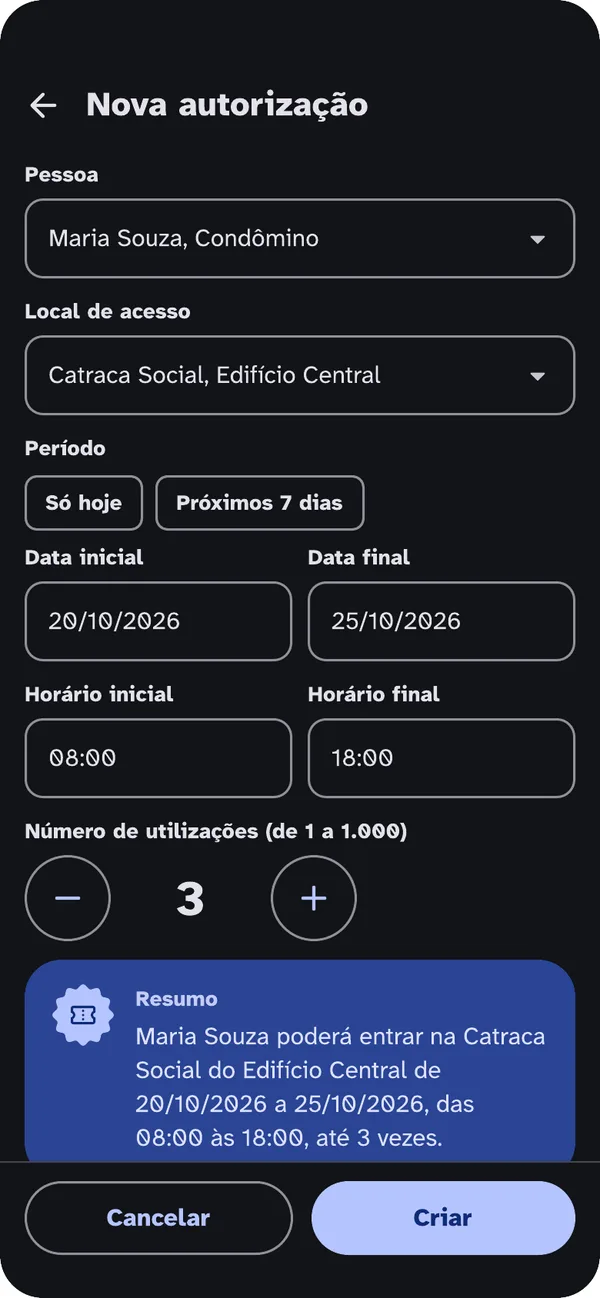 Nova autorização
Pessoa
Maria Souza, Condômino
Local de acesso
Catraca Social, Edifício Central
Período
Só hoje
Próximos 7 dias
Data inicial
Data final
20/10/2026
25/10/2026
Horário inicial
Horário final
08:00
18:00
Número de utilizações (de 1 a 1.000)
3
Resumo
Maria Souza poderá entrar na Catraca
Social do Edifício Central de
20/10/2026 a 25/10/2026, das
08:00 às 18:00, até 3 vezes.
Cancelar
Criar